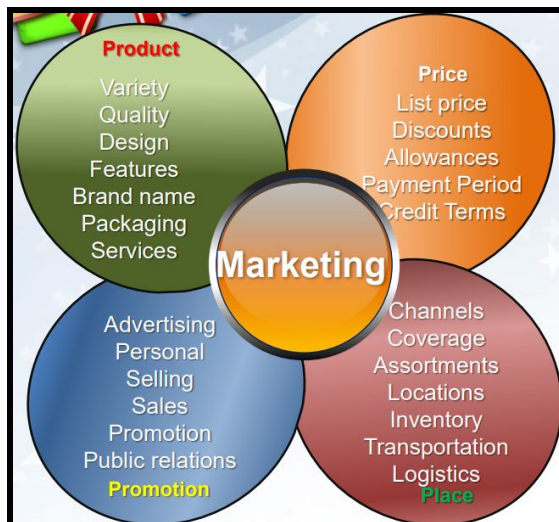 Product
Variety
Quality
Design
Features
Brand name
Packaging
Services
Price
List price
Discounts
Allowances
Payment Period
Credit Terms
Marketing
Advertising
Personal
Selling
Sales
Promotion
Public relations
Promotion
Channels
Coverage
Assortments
Locations
Inventory
Transportation
Logistics
Place